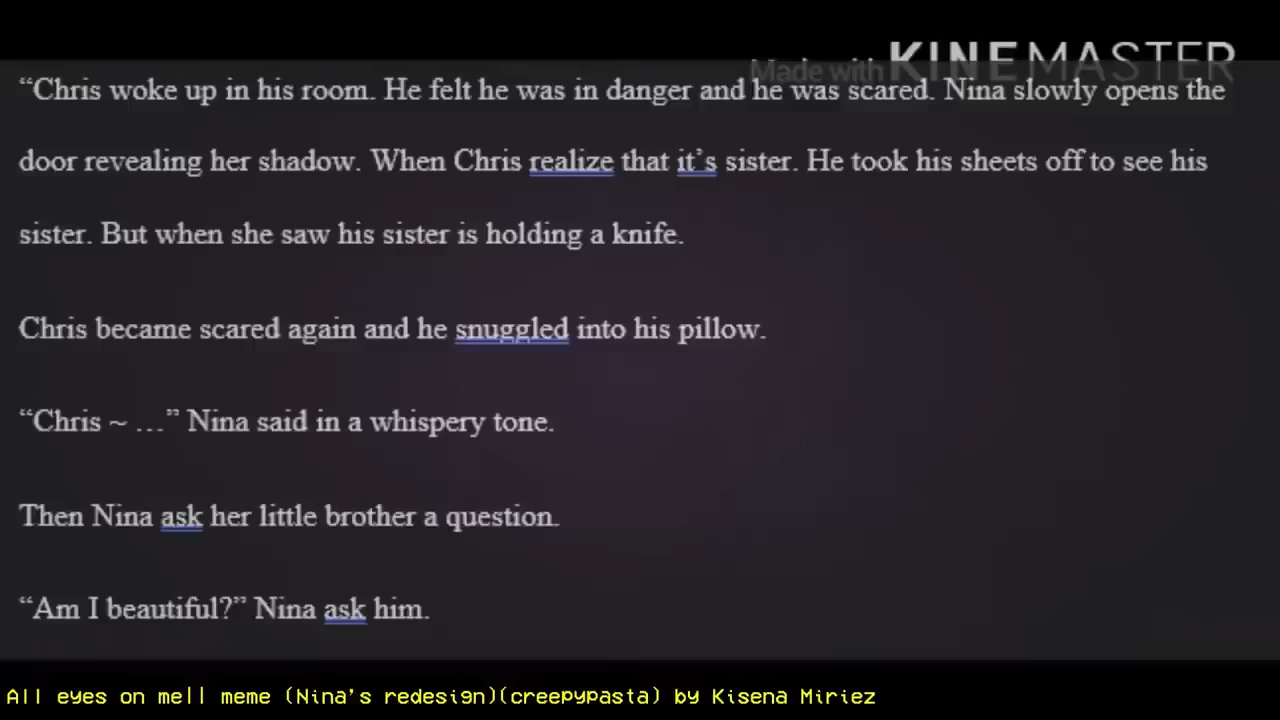 Made with KINEMASTER
“Chris woke up in his room. He felt he was in danger and he was scared. Nina slowly opens the
door revealing her shadow. When Chris realize that it’s sister. He took his sheets off to see his
sister. But when she saw his sister is holding a knife.
Chris became scared again and he snuggled into his pillow.
“Chris ~ …” Nina said in a whispery tone.
Then Nina ask her little brother a question.
“Am I beautiful?” Nina ask him.
All eyes on mell meme (Nina's redesign)(creepypasta) by Kisena Miriez